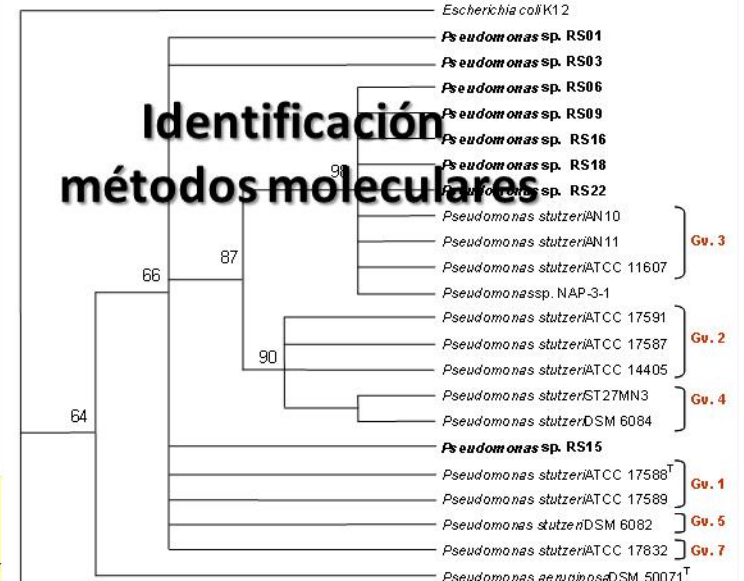 Escherichia coli K12
Pseudomonas sp. RS01
Pseudomonas sp. RS03
Pseudomonas sp. RS06
Identificación
métodos moleculares
Pseudomonas sp. RS09
Pseudomonas sp. RS16
98
Pseudomonas sp. RS18
Pseudomonas sp. RS22
Pseudomonas stutzeri AN10
Pseudomonas stutzeri AN11
Gv. 3
Pseudomonas stutzeri ATCC 11607
87
66
Pseudomonas sp. NAP-3-1
Pseudomonas stutzeri ATCC 17591
Pseudomonas stutzeri ATCC 17587
Gv. 2
90
Pseudomonas stutzeri ATCC 14405
Pseudomonas stutzeri ST27MN3
Gv. 4
64
Pseudomonas stutzeri DSM 6084
Pseudomonas sp. RS15
Pseudomonas stutzeri ATCC 17588T
Gv. 1
Pseudomonas stutzeri ATCC 17589
Pseudomonas stutzeri DSM 6082
Gv. 5
Pseudomonas stutzeri ATCC 17832
Gv. 7
Pseudomonas aeruginosa DSM 50071T